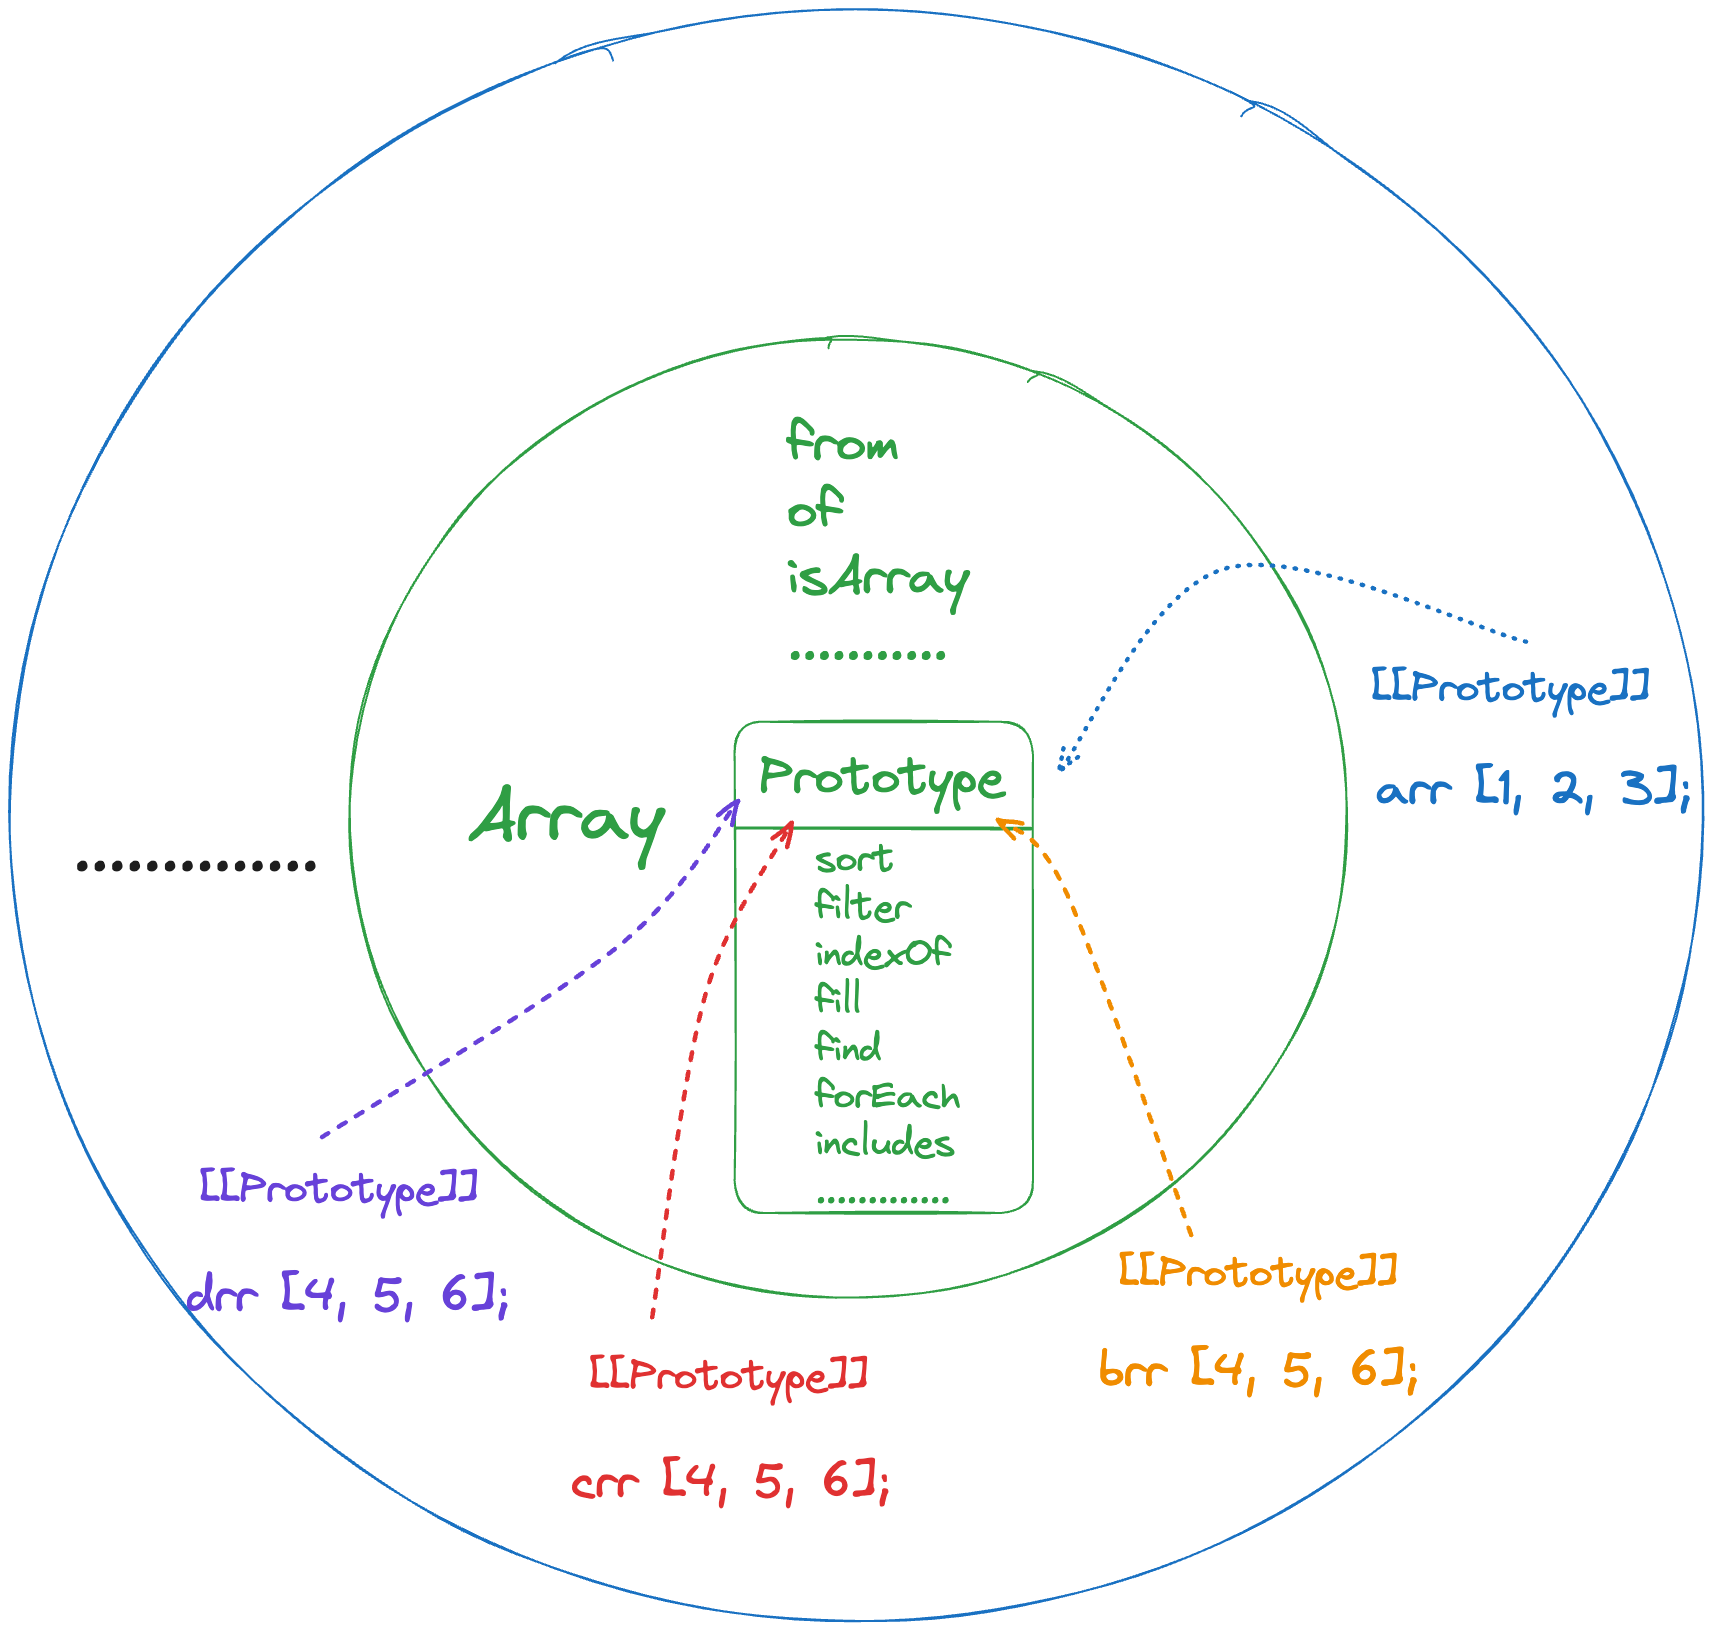 from
of
isArray
...........
[[Prototype]]
arr [1, 2, 3];
Array
Prototype
sort
filter
indexOf
fill
find
forEach
includes
.............
..............
[[Prototype]]
drr [4, 5, 6];
[[Prototype]]
crr [4, 5, 6];
[[Prototype]]
brr [4, 5, 6];